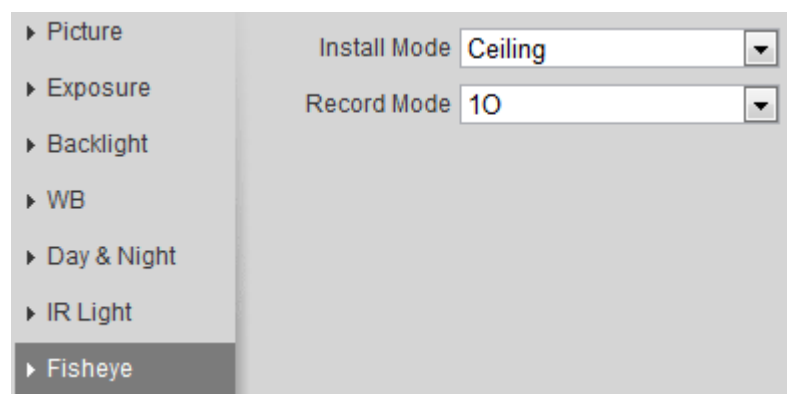 Picture
Exposure
Backlight
WB
Day & Night
IR Light
Fisheye
Install Mode Ceiling
Record Mode 1O